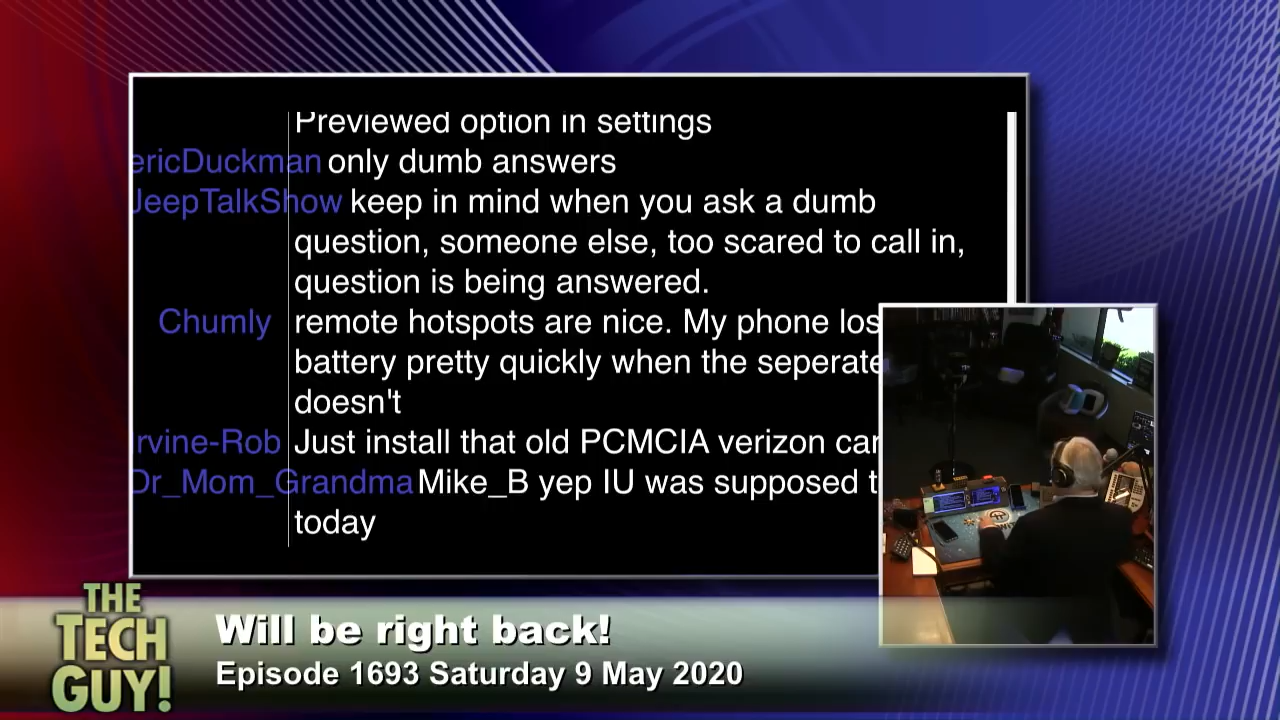 Previewed option in settings
ericDuckman only dumb answers
JeepTalkShow keep in mind when you ask a dumb
question, someone else, too scared to call in,
question is being answered.
Chumly remote hotspots are nice. My phone los
battery pretty quickly when the seperate
doesn't
rvine-Rob Just install that old PCMCIA verizon car
Dr_Mom_Grandma Mike_B yep IU was supposed t
today
THE
TECH
GUY!
Will be right back!
Episode 1693 Saturday 9 May 2020